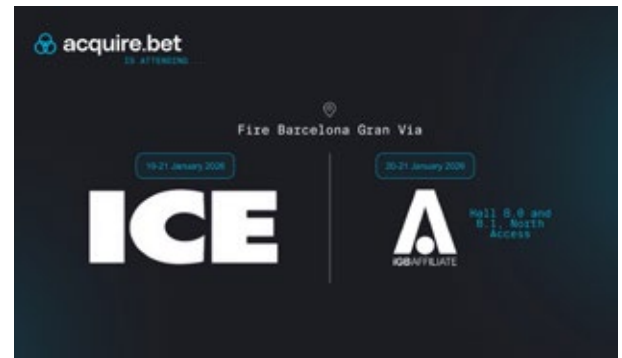 acquire.bet
IS ATTENDING...
Fire Barcelona Gran Via
19-21 January 2026
ICE
20-21 January 2026
iGBAFFILIATE
Hall 8.0 and
8.1, North
Access